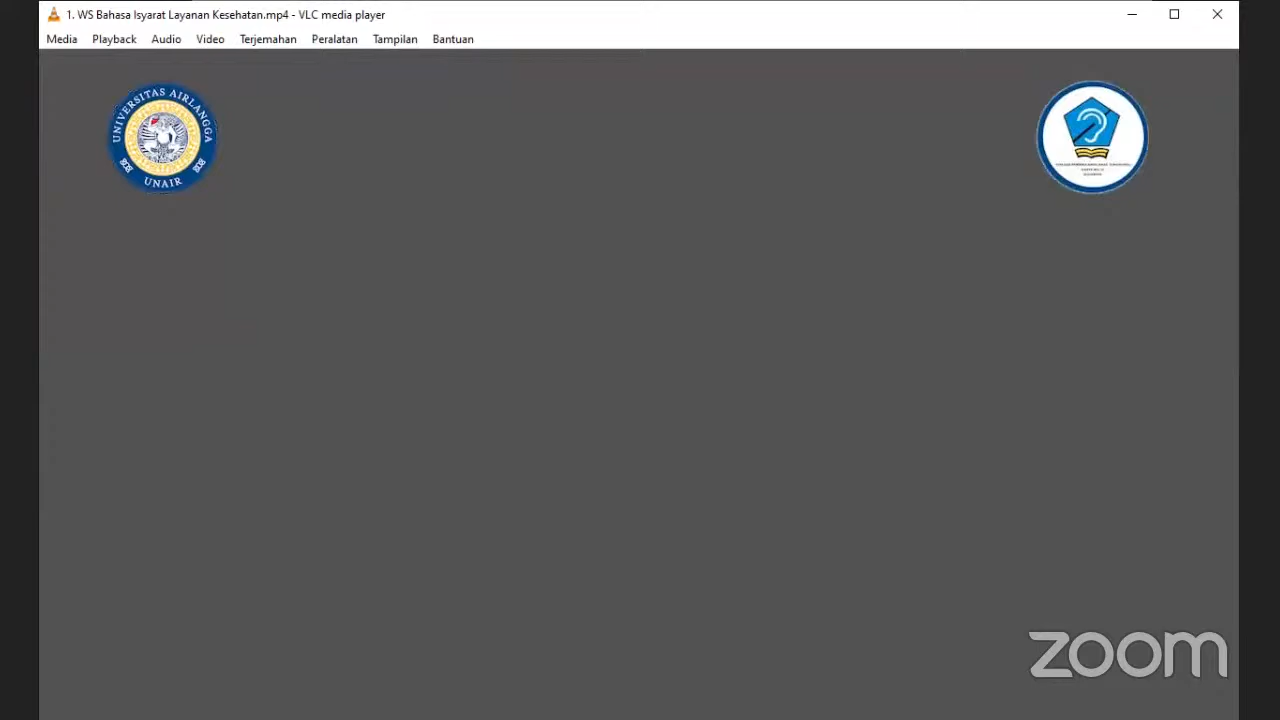 1. WS Bahasa Isyarat Layanan Kesehatan.mp4 - VLC media player
Media Playback Audio Video Terjemahan Peralatan Tampilan Bantuan
UNIVERSITAS AIRLANGGA
UNAIR
zoom